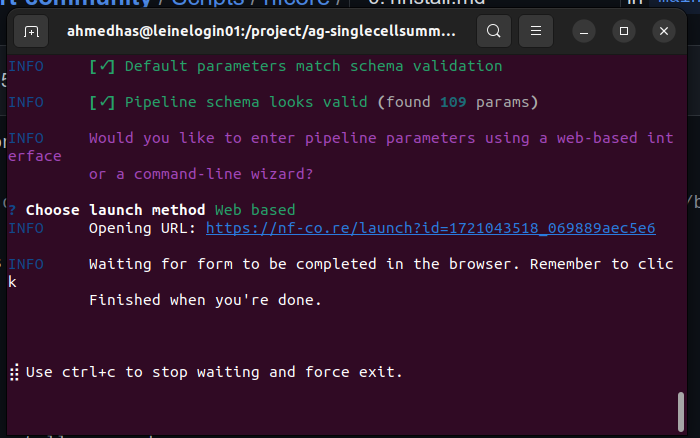 ahmedhas@leinelogin01:/project/ag-singlecellsumm…
INFO [✓] Default parameters match schema validation
INFO [✓] Pipeline schema looks valid (found 109 params)
INFO Would you like to enter pipeline parameters using a web-based int
erface
or a command-line wizard?
? Choose launch method Web based
INFO Opening URL: https://nf-co.re/launch?id=1721043518_069889aec5e6
INFO Waiting for form to be completed in the browser. Remember to clic
k
Finished when you're done.
Use ctrl+c to stop waiting and force exit.